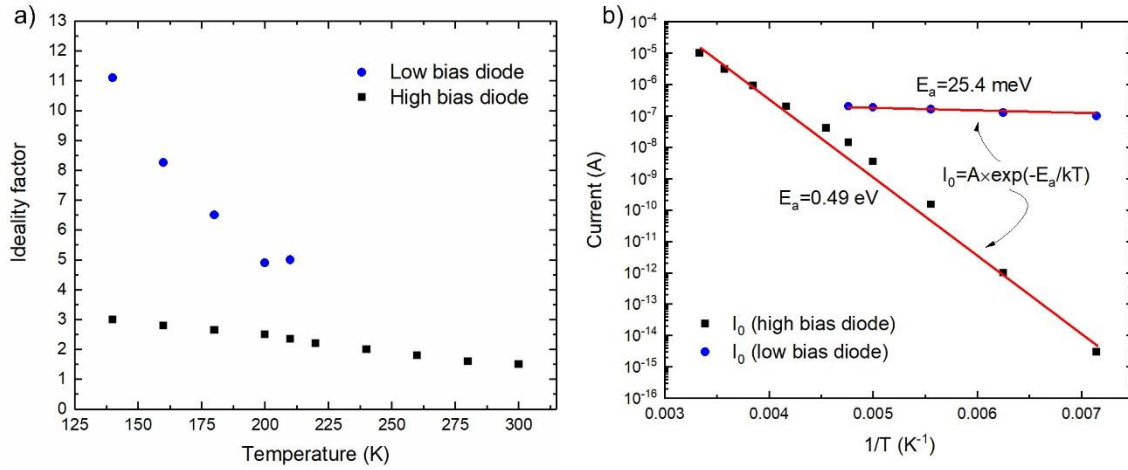 a)
13
12
11
10
9
8
7
6
5
4
3
2
1
0
Ideality factor
Low bias diode
High bias diode
125 150 175 200 225 250 275 300
Temperature (K)
b)
10⁻⁴
10⁻⁵
10⁻⁶
10⁻⁷
10⁻⁸
10⁻⁹
10⁻¹⁰
10⁻¹¹
10⁻¹²
10⁻¹³
10⁻¹⁴
10⁻¹⁵
10⁻¹⁶
Current (A)
Eₐ=25.4 meV
I₀=A×exp(-Eₐ/kT)
Eₐ=0.49 eV
I₀ (high bias diode)
I₀ (low bias diode)
0.003 0.004 0.005 0.006 0.007
1/T (K⁻¹)